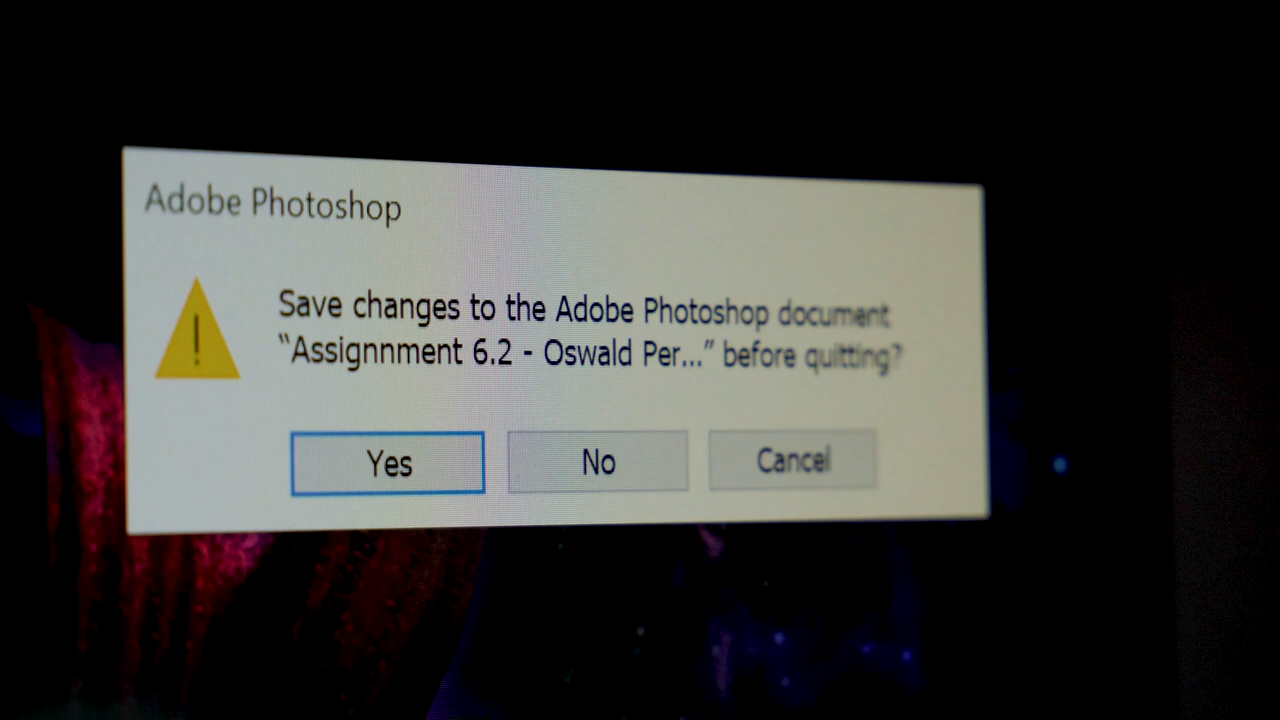 Adobe Photoshop
Save changes to the Adobe Photoshop document
“Assignnment 6.2 - Oswald Per...” before quitting?
Yes No Cancel